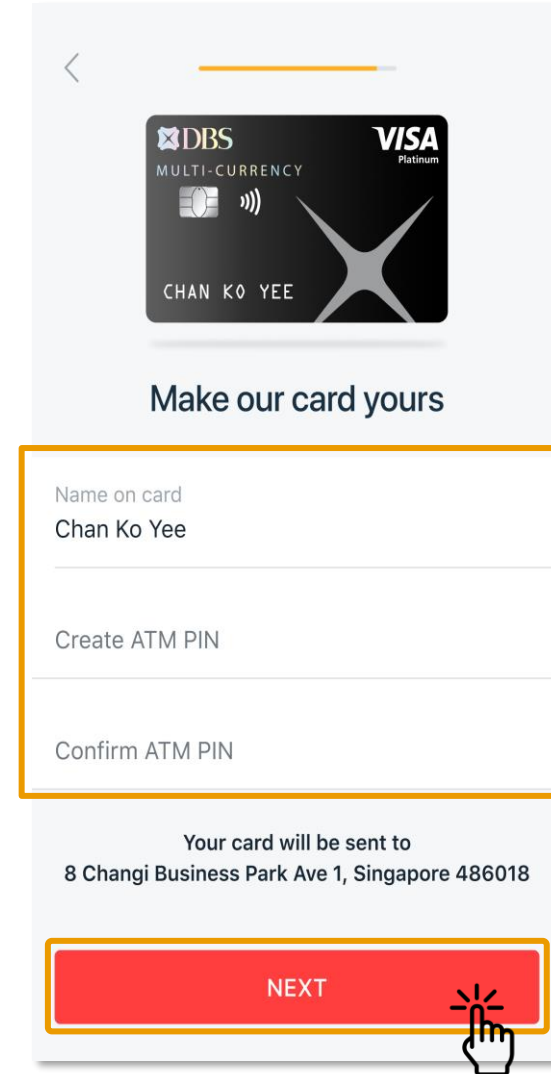 DBS
VISA
Platinum
MULTI-CURRENCY
CHAN KO YEE
Make our card yours
Name on card
Chan Ko Yee
Create ATM PIN
Confirm ATM PIN
Your card will be sent to
8 Changi Business Park Ave 1, Singapore 486018
NEXT